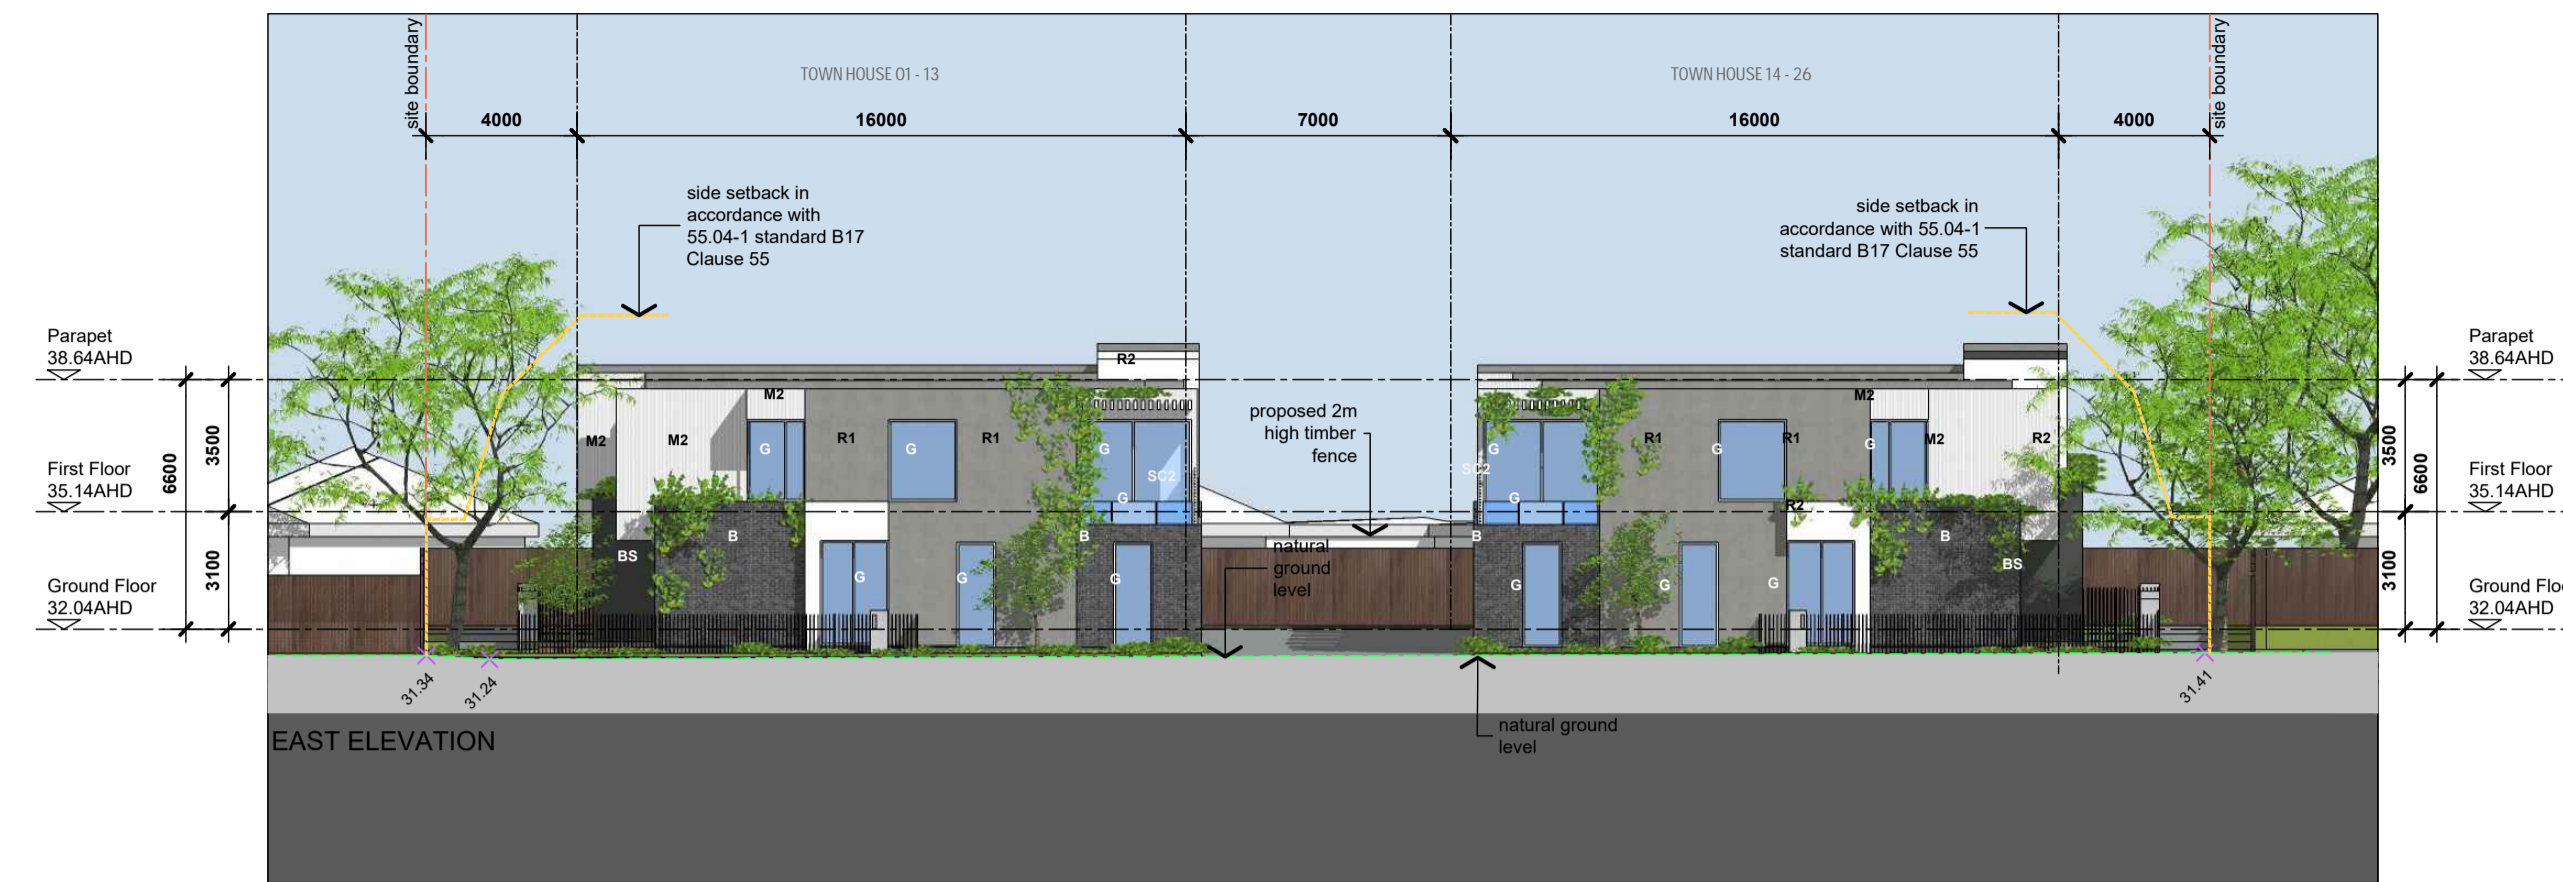 site boundary
TOWN HOUSE 01 - 13
TOWN HOUSE 14 - 26
site boundary
4000
16000
7000
16000
4000
side setback in
accordance with
55.04-1 standard B17
Clause 55
side setback in
accordance with 55.04-1
standard B17 Clause 55
Parapet
38.64AHD
First Floor
35.14AHD
Ground Floor
32.04AHD
6600
3500
3100
R2
M2
M2
M2
R1
R1
G
G
G
G
SC2
BS
B
B
G
G
G
proposed 2m
high timber
fence
natural
ground
level
M2
R1
R1
M2
R2
G
G
G
G
SC2
R2
B
B
BS
G
G
G
Parapet
38.64AHD
First Floor
35.14AHD
Ground Floo
32.04AHD
3500
6600
3100
31.34
31.24
31.41
natural ground
level
EAST ELEVATION